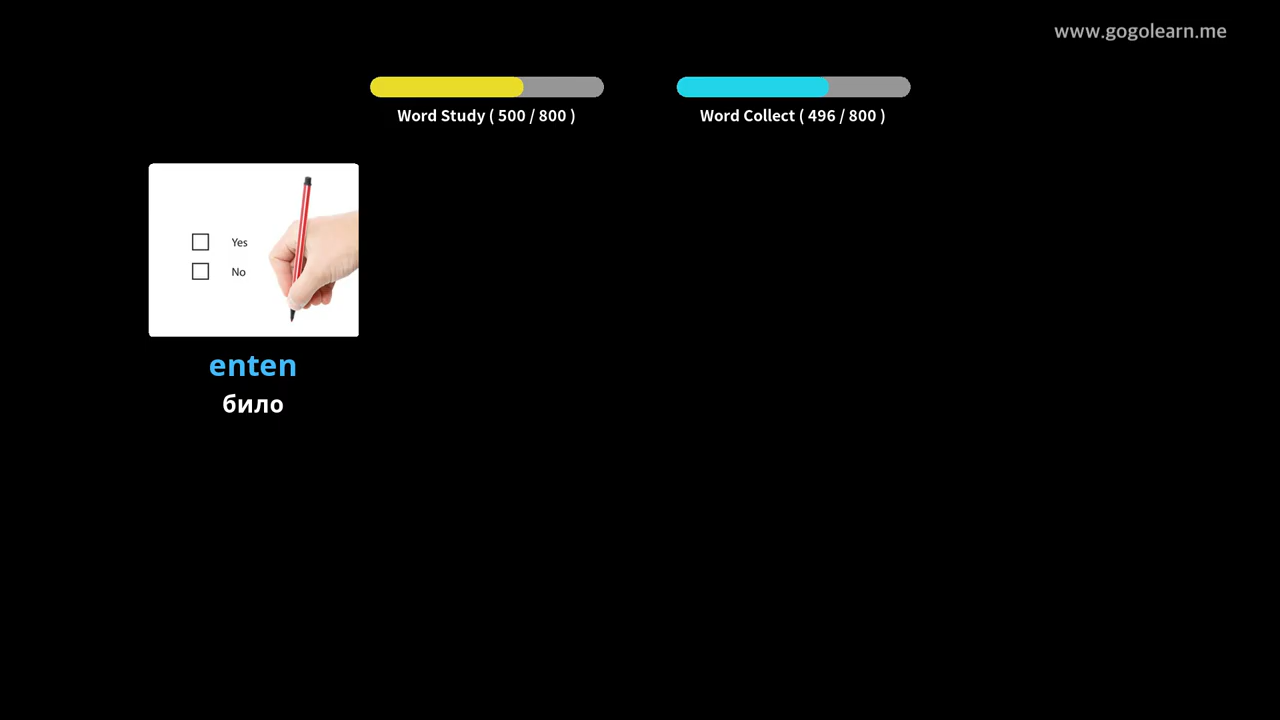 www.gogolearn.me
Word Study ( 500 / 800 )
Word Collect ( 496 / 800 )
Yes
No
enten
било